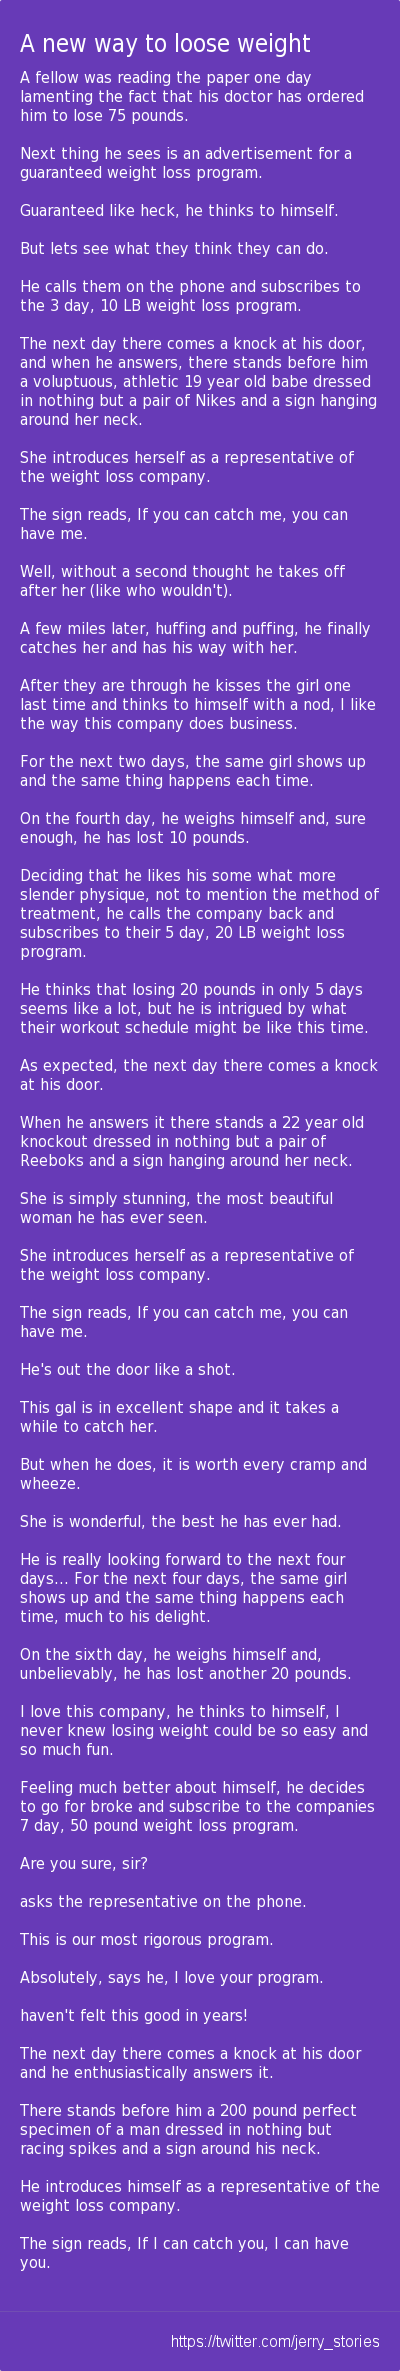 A new way to loose weight
A fellow was reading the paper one day
lamenting the fact that his doctor has ordered
him to lose 75 pounds.
Next thing he sees is an advertisement for a
guaranteed weight loss program.
Guaranteed like heck, he thinks to himself.
But lets see what they think they can do.
He calls them on the phone and subscribes to
the 3 day, 10 LB weight loss program.
The next day there comes a knock at his door,
and when he answers, there stands before him
a voluptuous, athletic 19 year old babe dressed
in nothing but a pair of Nikes and a sign hanging
around her neck.
She introduces herself as a representative of
the weight loss company.
The sign reads, If you can catch me, you can
have me.
Well, without a second thought he takes off
after her (like who wouldn't).
A few miles later, huffing and puffing, he finally
catches her and has his way with her.
After they are through he kisses the girl one
last time and thinks to himself with a nod, I like
the way this company does business.
For the next two days, the same girl shows up
and the same thing happens each time.
On the fourth day, he weighs himself and, sure
enough, he has lost 10 pounds.
Deciding that he likes his some what more
slender physique, not to mention the method of
treatment, he calls the company back and
subscribes to their 5 day, 20 LB weight loss
program.
He thinks that losing 20 pounds in only 5 days
seems like a lot, but he is intrigued by what
their workout schedule might be like this time.
As expected, the next day there comes a knock
at his door.
When he answers it there stands a 22 year old
knockout dressed in nothing but a pair of
Reeboks and a sign hanging around her neck.
She is simply stunning, the most beautiful
woman he has ever seen.
She introduces herself as a representative of
the weight loss company.
The sign reads, If you can catch me, you can
have me.
He's out the door like a shot.
This gal is in excellent shape and it takes a
while to catch her.
But when he does, it is worth every cramp and
wheeze.
She is wonderful, the best he has ever had.
He is really looking forward to the next four
days... For the next four days, the same girl
shows up and the same thing happens each
time, much to his delight.
On the sixth day, he weighs himself and,
unbelievably, he has lost another 20 pounds.
I love this company, he thinks to himself, I
never knew losing weight could be so easy and
so much fun.
Feeling much better about himself, he decides
to go for broke and subscribe to the companies
7 day, 50 pound weight loss program.
Are you sure, sir?
asks the representative on the phone.
This is our most rigorous program.
Absolutely, says he, I love your program.
haven't felt this good in years!
The next day there comes a knock at his door
and he enthusiastically answers it.
There stands before him a 200 pound perfect
specimen of a man dressed in nothing but
racing spikes and a sign around his neck.
He introduces himself as a representative of the
weight loss company.
The sign reads, If I can catch you, I can have
you.
https://twitter.com/jerry_stories